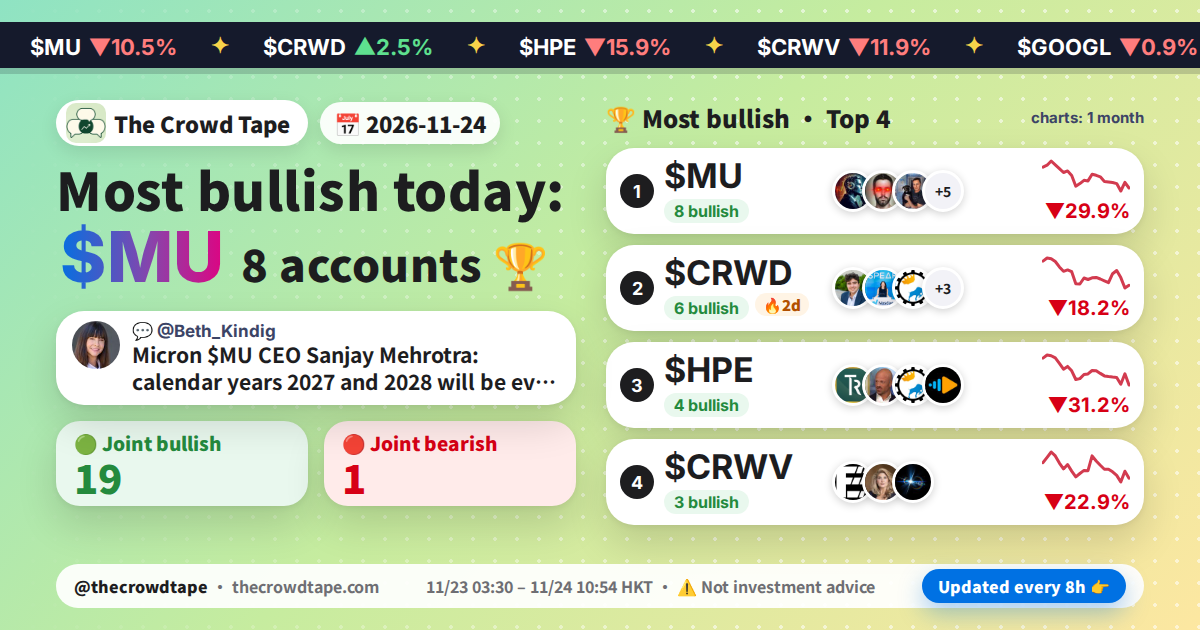 $MU ▼10.5% ✦ $CRWD ▲2.5% ✦ $HPE ▼15.9% ✦ $CRWV ▼11.9% ✦ $GOOGL ▼0.9%
The Crowd Tape
📅 2026-11-24
Most bullish today:
$MU 8 accounts 🏆
💬 @Beth_Kindig
Micron $MU CEO Sanjay Mehrotra:
calendar years 2027 and 2028 will be ev…
🟢 Joint bullish
19
🔴 Joint bearish
1
🏆 Most bullish • Top 4
charts: 1 month
1
$MU
8 bullish
+5
▼29.9%
2
$CRWD
6 bullish
🔥2d
+3
▼18.2%
3
$HPE
4 bullish
▼31.2%
4
$CRWV
3 bullish
▼22.9%
@thecrowdtape • thecrowdtape.com
11/23 03:30 – 11/24 10:54 HKT • ⚠️ Not investment advice
Updated every 8h 👉